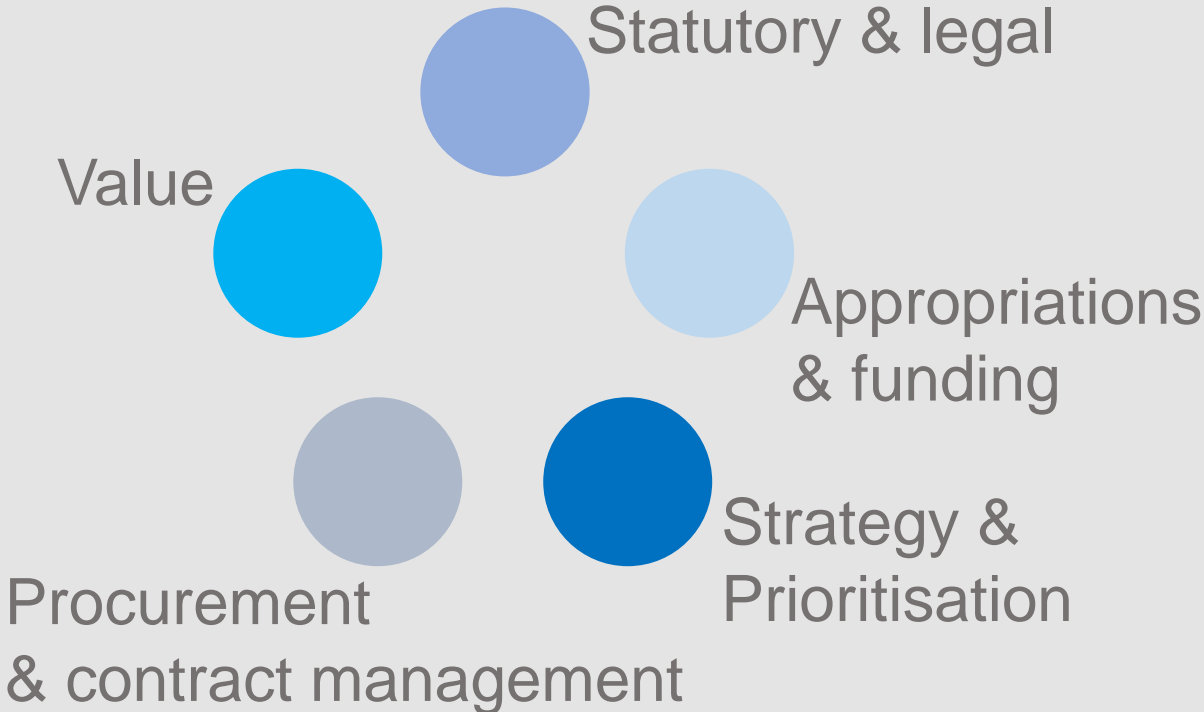 Statutory & legal
Value
Appropriations
& funding
Strategy &
Prioritisation
Procurement
& contract management